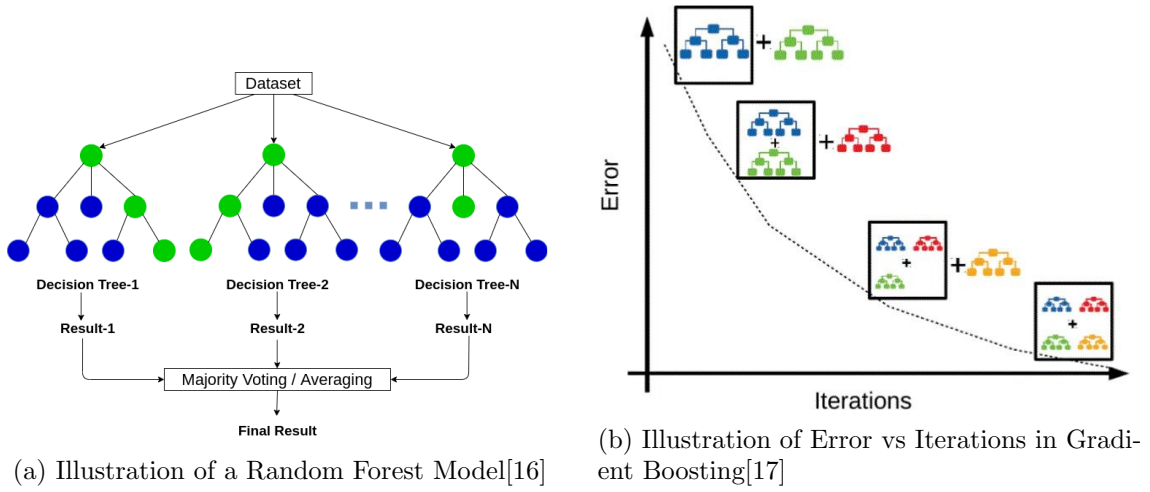 Dataset
Decision Tree-1
Decision Tree-2
Decision Tree-N
Result-1
Result-2
Result-N
Majority Voting / Averaging
Final Result
(a) Illustration of a Random Forest Model[16]
Error
+
+
+
+
+
+
Iterations
(b) Illustration of Error vs Iterations in Gradi-
ent Boosting[17]